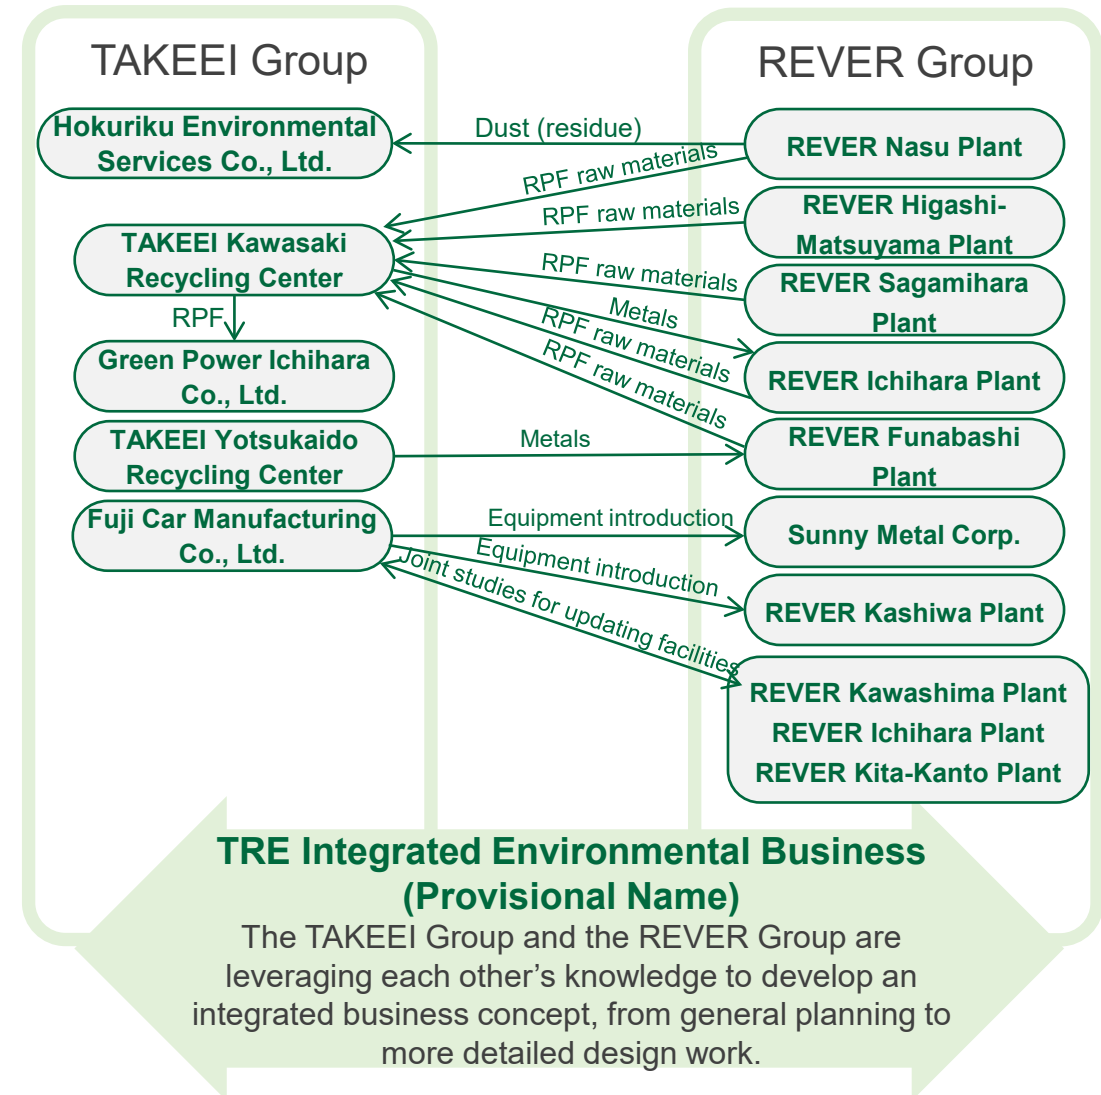 TAKEEI Group
Hokuriku Environmental
Services Co., Ltd.
TAKEEI Kawasaki
Recycling Center
RPF
Green Power Ichihara
Co., Ltd.
TAKEEI Yotsukaido
Recycling Center
Fuji Car Manufacturing
Co., Ltd.
Dust (residue)
RPF raw materials
RPF raw materials
RPF raw materials
Metals
RPF raw materials
RPF raw materials
Metals
Equipment introduction
Equipment introduction
Joint studies for updating facilities
REVER Group
REVER Nasu Plant
REVER Higashi-
Matsuyama Plant
REVER Sagamihara
Plant
REVER Ichihara Plant
REVER Funabashi
Plant
Sunny Metal Corp.
REVER Kashiwa Plant
REVER Kawashima Plant
REVER Ichihara Plant
REVER Kita-Kanto Plant
TRE Integrated Environmental Business
(Provisional Name)
The TAKEEI Group and the REVER Group are
leveraging each other’s knowledge to develop an
integrated business concept, from general planning to
more detailed design work.